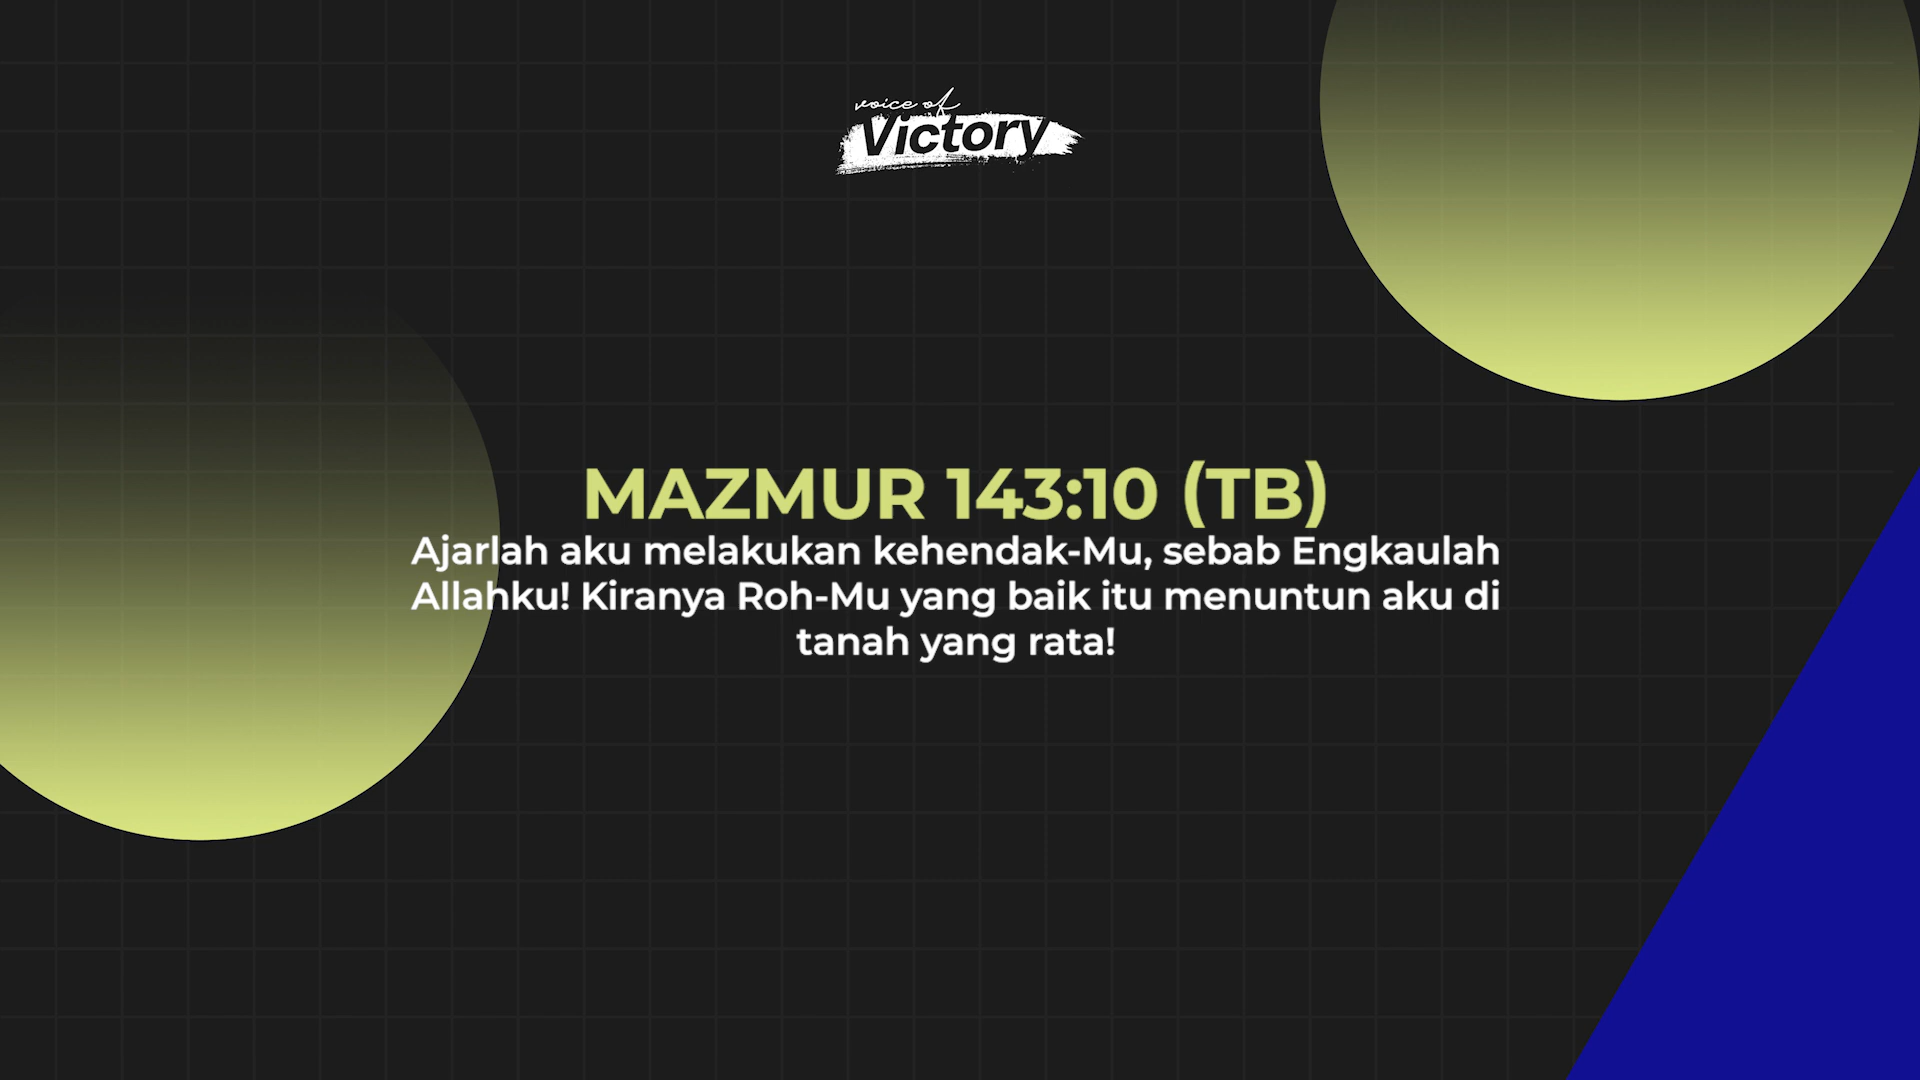 voice of
Victory
MAZMUR 143:10 (TB)
Ajarlah aku melakukan kehendak-Mu, sebab Engkaulah
Allahku! Kiranya Roh-Mu yang baik itu menuntun aku di
tanah yang rata!